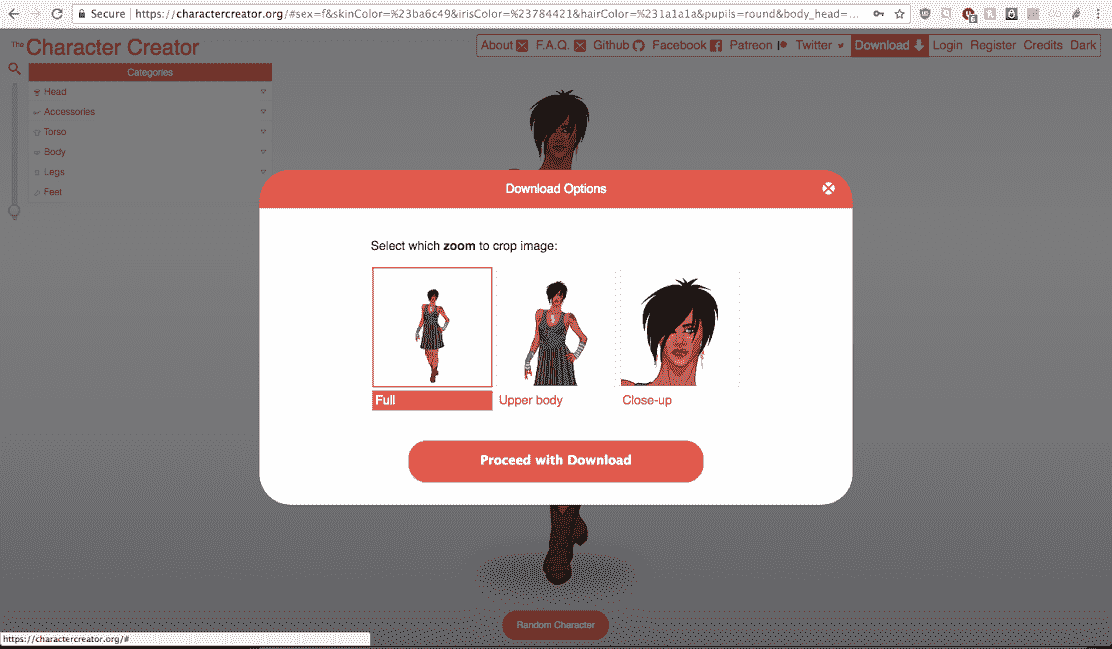 Secure https://charactercreator.org/#sex=f&skinColor=%23ba6c49&irisColor=%23784421&hairColor=%231a1a1a&pupils=round&body_head=...
The Character Creator
About F.A.Q. Github Facebook Patreon Twitter Download Login Register Credits Dark
Categories
Head
Accessories
Torso
Body
Legs
Feet
Download Options
Select which zoom to crop image:
Full Upper body Close-up
Proceed with Download
Random Character
https://charactercreator.org/#